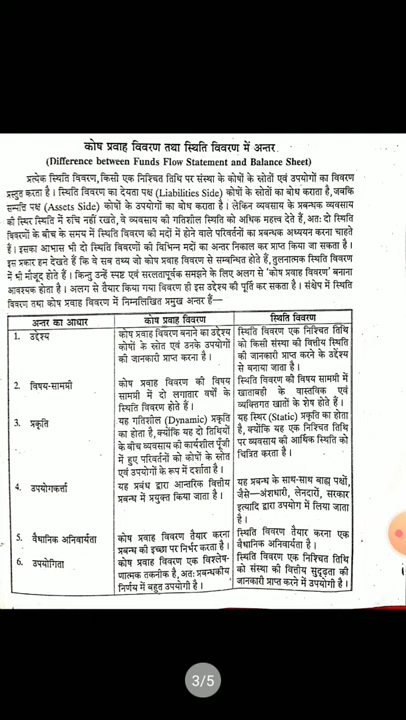 कोष प्रवाह विवरण तथा स्थिति विवरण में अन्तर
(Difference between Funds Flow Statement and Balance Sheet)
प्रत्येक स्थिति विवरण, किसी एक निश्चित तिथि पर संस्था के कोषों के स्रोतों एवं उपयोगों का विवरण
प्रस्तुत करता है। स्थिति विवरण का देयता पक्ष (Liabilities Side) कोषों के स्रोतों का बोध कराता है, जबकि
सम्पत्ति पक्ष (Assets Side) कोषों के उपयोगों का बोध कराता है। लेकिन व्यवसाय के प्रबन्धक व्यवसाय
की स्थिर स्थिति में रुचि नहीं रखते, वे व्यवसाय की गतिशील स्थिति को अधिक महत्त्व देते हैं, अतः दो स्थिति
विवरणों के बीच के समय में स्थिति विवरण की मदों में होने वाले परिवर्तनों का प्रबन्धक अध्ययन करना चाहते
हैं। इसका आभास भी दो स्थिति विवरणों की विभिन्न मदों का अन्तर निकाल कर प्राप्त किया जा सकता है।
इस प्रकार हम देखते हैं कि वे सब तथ्य जो कोष प्रवाह विवरण से सम्बन्धित होते हैं, तुलनात्मक स्थिति विवरण
में भी मौजूद होते हैं। किन्तु उन्हें स्पष्ट एवं सरलतापूर्वक समझने के लिए अलग से 'कोष प्रवाह विवरण' बनाना
आवश्यक होता है। अलग से तैयार किया गया विवरण ही इस उद्देश्य की पूर्ति कर सकता है। संक्षेप में स्थिति
विवरण तथा कोष प्रवाह विवरण में निम्नलिखित प्रमुख अन्तर हैं—
अन्तर का आधार कोष प्रवाह विवरण स्थिति विवरण
1. उद्देश्य कोष प्रवाह विवरण बनाने का उद्देश्य स्थिति विवरण एक निश्चित तिथि
कोषों के स्रोत एवं उनके उपयोगों को किसी संस्था की वित्तीय स्थिति
की जानकारी प्राप्त करना है। की जानकारी प्राप्त करने के उद्देश्य
से बनाया जाता है।
2. विषय-सामग्री कोष प्रवाह विवरण की विषय स्थिति विवरण की विषय सामग्री में
सामग्री में दो लगातार वर्षों के खाताबही के वास्तविक एवं
स्थिति विवरण होते हैं। व्यक्तिगत खातों के शेष होते हैं।
3. प्रकृति यह गतिशील (Dynamic) प्रकृति यह स्थिर (Static) प्रकृति का होता
का होता है, क्योंकि यह दो तिथियों है, क्योंकि यह एक निश्चित तिथि
के बीच व्यवसाय की कार्यशील पूँजी पर व्यवसाय की आर्थिक स्थिति को
में हुए परिवर्तनों को कोषों के स्रोत चित्रित करता है।
एवं उपयोगों के रूप में दर्शाता है।
4. उपयोगकर्त्ता यह प्रबंध द्वारा आन्तरिक वित्तीय यह प्रबन्ध के साथ-साथ बाह्य पक्षों,
प्रबन्ध में प्रयुक्त किया जाता है। जैसे—अंशधारी, लेनदारों, सरकार
इत्यादि द्वारा उपयोग में लिया जाता
है।
5. वैधानिक अनिवार्यता कोष प्रवाह विवरण तैयार करना स्थिति विवरण तैयार करना एक
प्रबन्ध की इच्छा पर निर्भर करता है। वैधानिक अनिवार्यता है।
6. उपयोगिता कोष प्रवाह विवरण एक विश्लेष- स्थिति विवरण एक निश्चित तिथि
णात्मक तकनीक है, अतः प्रबन्धकीय को संस्था की वित्तीय सुदृढ़ता की
निर्णय में बहुत उपयोगी है। जानकारी प्राप्त करने में उपयोगी है।
3/5